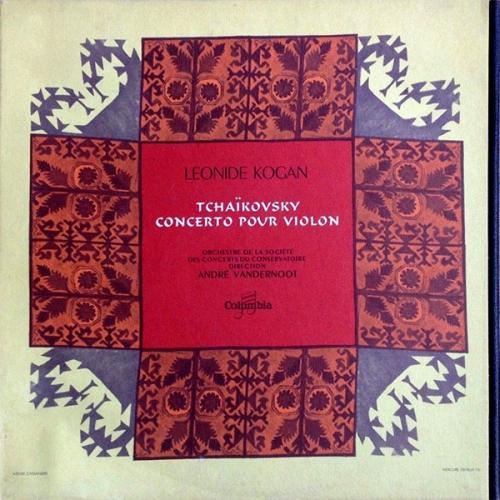 LEONIDE KOGAN
TCHAÏKOVSKY
CONCERTO POUR VIOLON
ORCHESTRE DE LA SOCIÉTÉ
DES CONCERTS DU CONSERVATOIRE
DIRECTION
ANDRÉ VANDERNOOT
Columbia